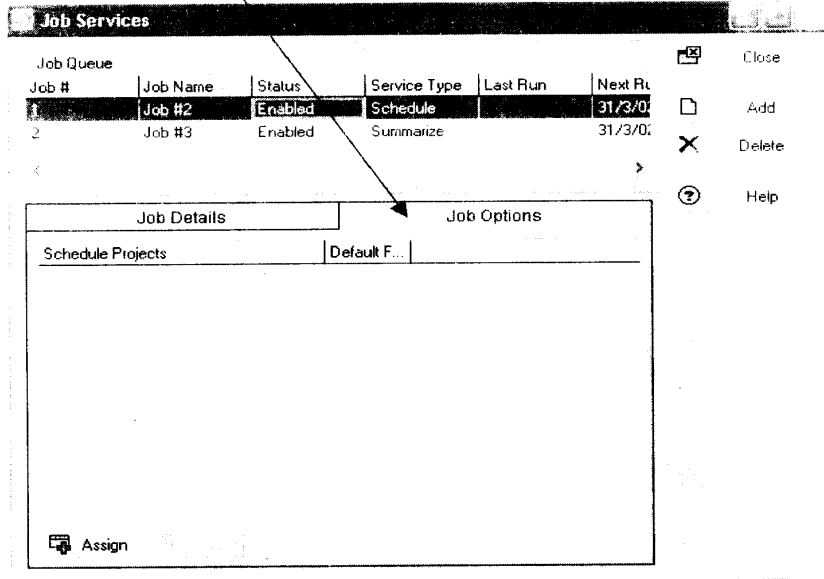 Job Services
Job Queue
Job # Job Name Status Service Type Last Run Next Ru
1 Job #2 Enabled Schedule 31/3/02
2 Job #3 Enabled Summarize 31/3/02
Close
Add
Delete
Help
Job Details Job Options
Schedule Projects Default F...
Assign